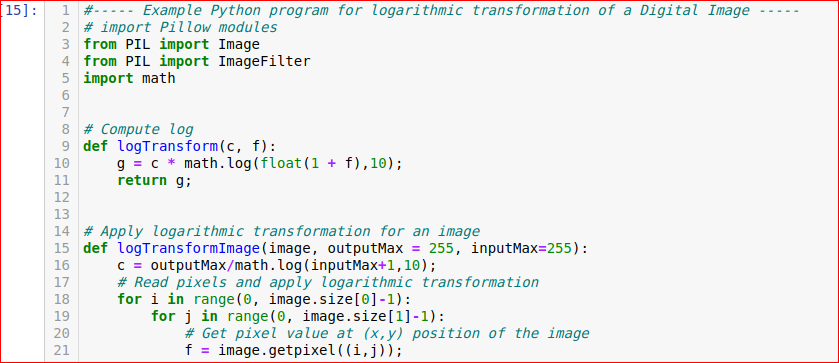 15]:
1 #----- Example Python program for logarithmic transformation of a Digital Image -----
2 # import Pillow modules
3 from PIL import Image
4 from PIL import ImageFilter
5 import math
6
7
8 # Compute log
9 def logTransform(c, f):
10     g = c * math.log(float(1 + f),10);
11     return g;
12
13
14 # Apply logarithmic transformation for an image
15 def logTransformImage(image, outputMax = 255, inputMax=255):
16     c = outputMax/math.log(inputMax+1,10);
17     # Read pixels and apply logarithmic transformation
18     for i in range(0, image.size[0]-1):
19         for j in range(0, image.size[1]-1):
20             # Get pixel value at (x,y) position of the image
21             f = image.getpixel((i,j));